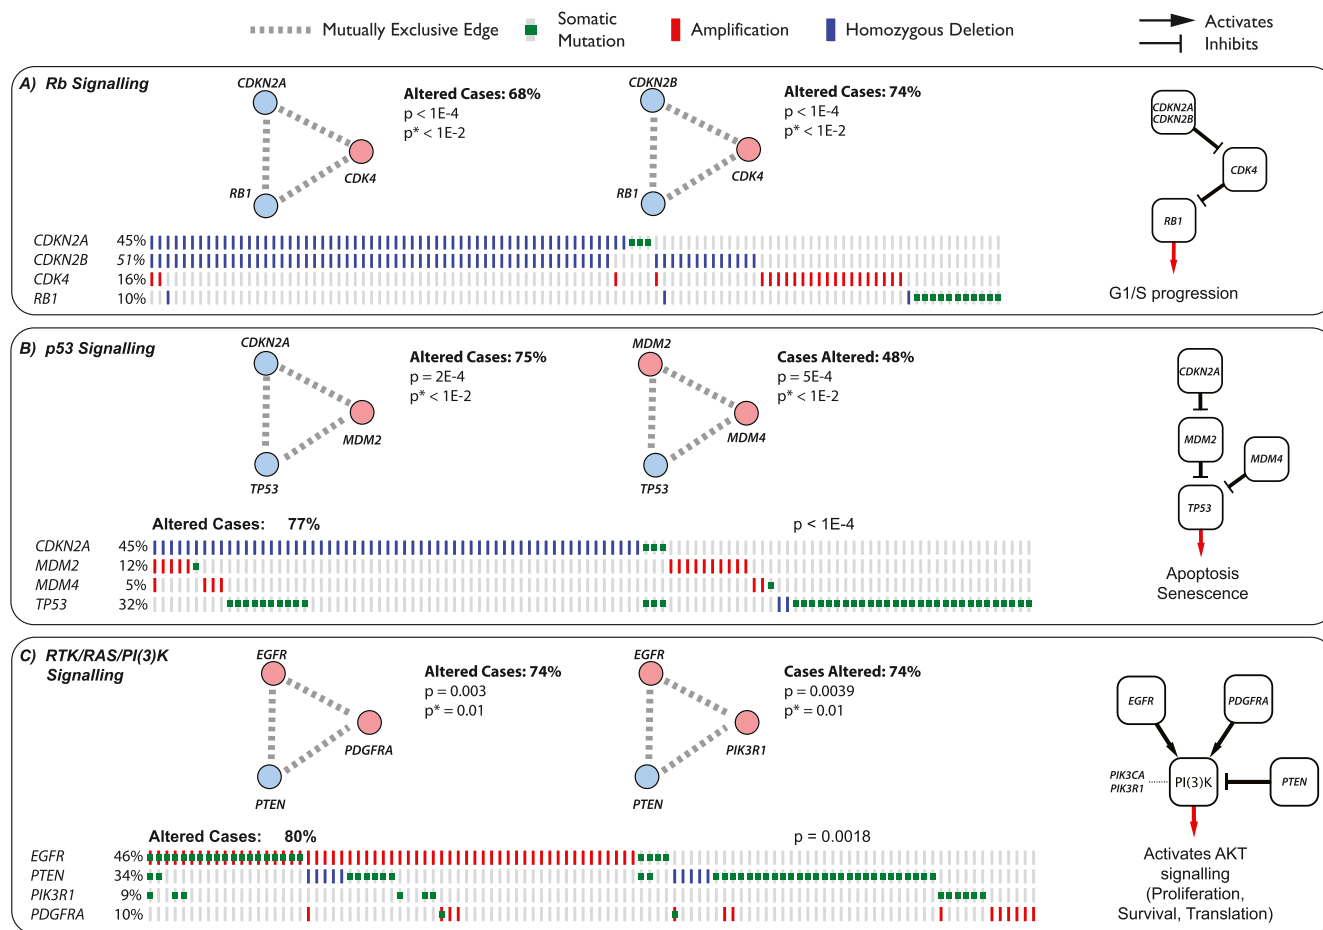 Mutually Exclusive Edge
Somatic
Mutation
Amplification
Homozygous Deletion
Activates
Inhibits
A) Rb Signalling
CDKN2A
RB1
CDK4
Altered Cases: 68%
p < 1E-4
p* < 1E-2
CDKN2B
RB1
CDK4
Altered Cases: 74%
p < 1E-4
p* < 1E-2
CDKN2A 45%
CDKN2B 51%
CDK4 16%
RB1 10%
CDKN2A
CDKN2B
CDK4
RB1
G1/S progression
B) p53 Signalling
CDKN2A
MDM2
TP53
Altered Cases: 75%
p = 2E-4
p* < 1E-2
MDM2
MDM4
TP53
Cases Altered: 48%
p = 5E-4
p* < 1E-2
Altered Cases: 77%
p < 1E-4
CDKN2A 45%
MDM2 12%
MDM4 5%
TP53 32%
CDKN2A
MDM2
MDM4
TP53
Apoptosis
Senescence
C) RTK/RAS/PI(3)K
Signalling
EGFR
PDGFRA
PTEN
Altered Cases: 74%
p = 0.003
p* = 0.01
EGFR
PIK3R1
PTEN
Cases Altered: 74%
p = 0.0039
p* = 0.01
Altered Cases: 80%
p = 0.0018
EGFR 46%
PTEN 34%
PIK3R1 9%
PDGFRA 10%
EGFR
PDGFRA
PIK3CA
PIK3R1
PI(3)K
PTEN
Activates AKT
signalling
(Proliferation,
Survival, Translation)